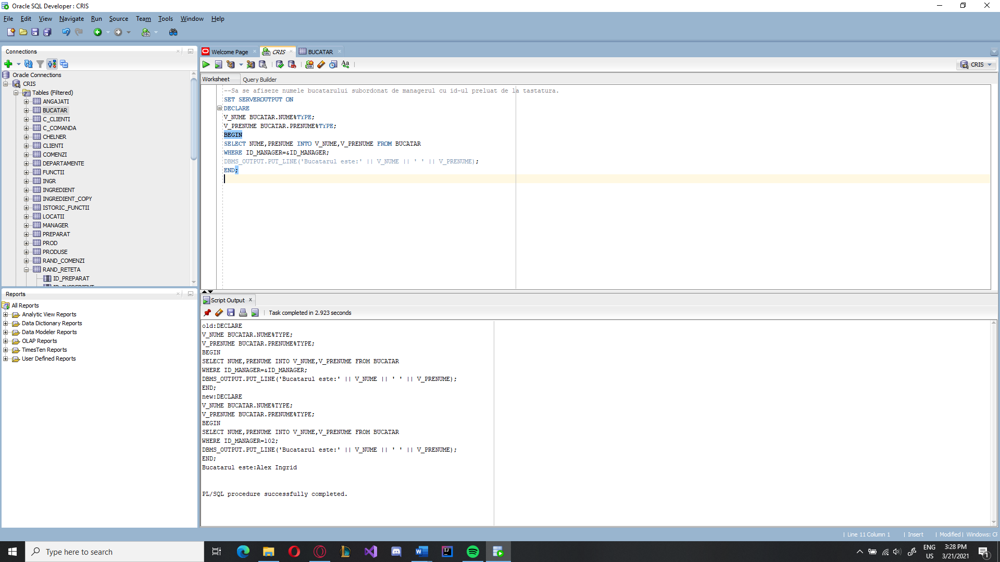 Oracle SQL Developer : CRIS
File Edit View Navigate Run Source Team Tools Window Help
Connections
Oracle Connections
CRIS
Tables (Filtered)
ANGAJATI
BUCATAR
C_CLIENTI
C_COMANDA
CHELNER
CLIENTI
COMENZI
DEPARTAMENTE
FUNCTII
INGR
INGREDIENT
INGREDIENT_COPY
ISTORIC_FUNCTII
LOCATII
MANAGER
PREPARAT
PROD
PRODUSE
RAND_COMENZI
RAND_RETETA
ID_PREPARAT
ID_INGREDIENT
Reports
All Reports
Analytic View Reports
Data Dictionary Reports
Data Modeler Reports
OLAP Reports
TimesTen Reports
User Defined Reports
Welcome Page CRIS BUCATAR
CRIS
Worksheet Query Builder
--Sa se afiseze numele bucatarului subordonat de managerul cu id-ul preluat de la tastatura.
SET SERVEROUTPUT ON
DECLARE
V_NUME BUCATAR.NUME%TYPE;
V_PRENUME BUCATAR.PRENUME%TYPE;
BEGIN
SELECT NUME,PRENUME INTO V_NUME,V_PRENUME FROM BUCATAR
WHERE ID_MANAGER=&ID_MANAGER;
DBMS_OUTPUT.PUT_LINE('Bucatarul este:' || V_NUME || ' ' || V_PRENUME);
END;
Script Output
Task completed in 2.923 seconds
old:DECLARE
V_NUME BUCATAR.NUME%TYPE;
V_PRENUME BUCATAR.PRENUME%TYPE;
BEGIN
SELECT NUME,PRENUME INTO V_NUME,V_PRENUME FROM BUCATAR
WHERE ID_MANAGER=&ID_MANAGER;
DBMS_OUTPUT.PUT_LINE('Bucatarul este:' || V_NUME || ' ' || V_PRENUME);
END;
new:DECLARE
V_NUME BUCATAR.NUME%TYPE;
V_PRENUME BUCATAR.PRENUME%TYPE;
BEGIN
SELECT NUME,PRENUME INTO V_NUME,V_PRENUME FROM BUCATAR
WHERE ID_MANAGER=102;
DBMS_OUTPUT.PUT_LINE('Bucatarul este:' || V_NUME || ' ' || V_PRENUME);
END;
Bucatarul este:Alex Ingrid
PL/SQL procedure successfully completed.
Line 11 Column 1 | Insert | Modified | Windows: CF
Type here to search
ENG
US
3:28 PM
3/21/2021
1